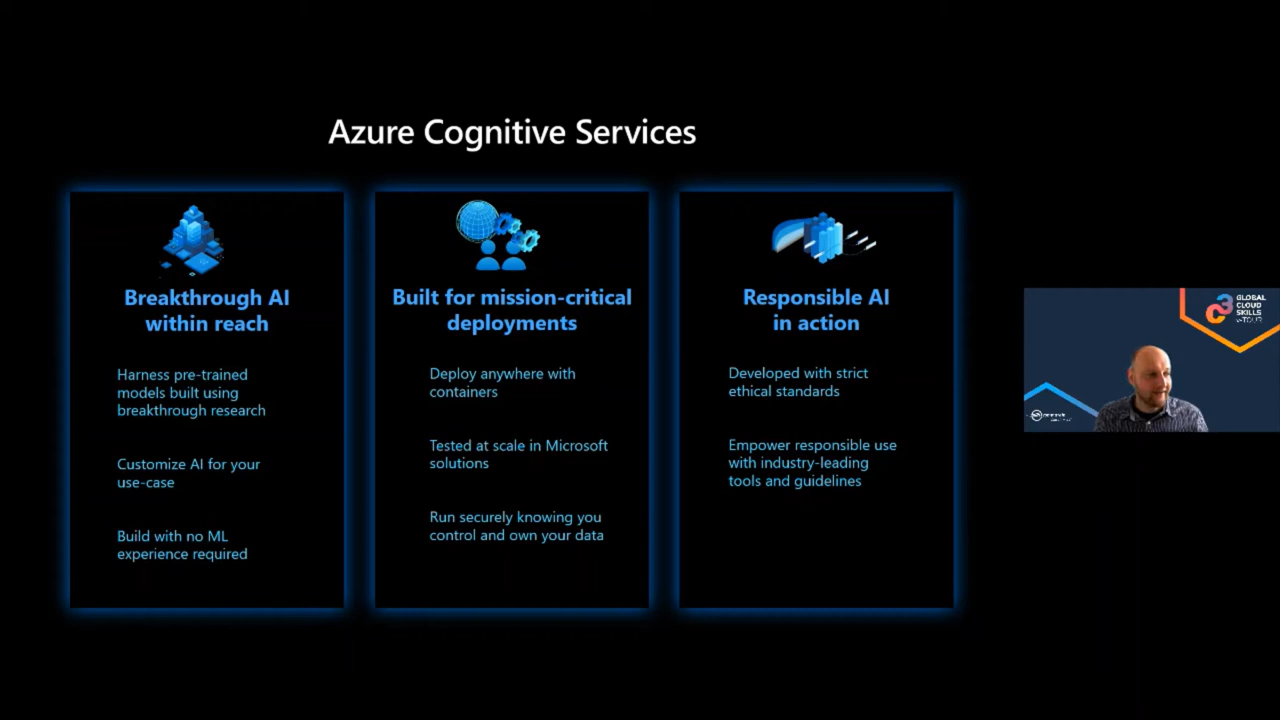 Azure Cognitive Services
Breakthrough AI
within reach
Harness pre-trained
models built using
breakthrough research
Customize AI for your
use-case
Build with no ML
experience required
Built for mission-critical
deployments
Deploy anywhere with
containers
Tested at scale in Microsoft
solutions
Run securely knowing you
control and own your data
Responsible AI
in action
Developed with strict
ethical standards
Empower responsible use
with industry-leading
tools and guidelines
GLOBAL
CLOUD
SKILLS
v-TOUR